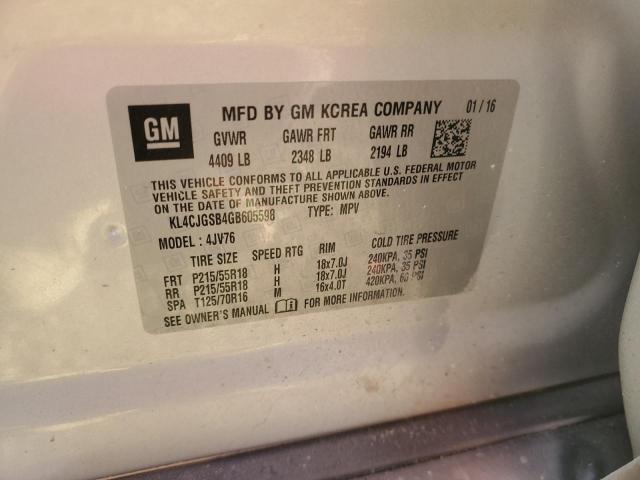 GM
MFD BY GM KCREA COMPANY 01/16
GVWR GAWR FRT GAWR RR
4409 LB 2348 LB 2194 LB
THIS VEHICLE CONFORMS TO ALL APPLICABLE U.S. FEDERAL MOTOR
VEHICLE SAFETY AND THEFT PREVENTION STANDARDS IN EFFECT
ON THE DATE OF MANUFACTURE SHOWN ABOVE.
KL4CJGSB4GB605598 TYPE: MPV
MODEL: 4JV76
TIRE SIZE SPEED RTG RIM COLD TIRE PRESSURE
FRT P215/55R18 H 18x7.0J 240KPA, 35 PSI
RR P215/55R18 H 18x7.0J 240KPA, 35 PSI
SPA T125/70R16 M 16x4.0T 420KPA, 60 PSI
SEE OWNER'S MANUAL FOR MORE INFORMATION.